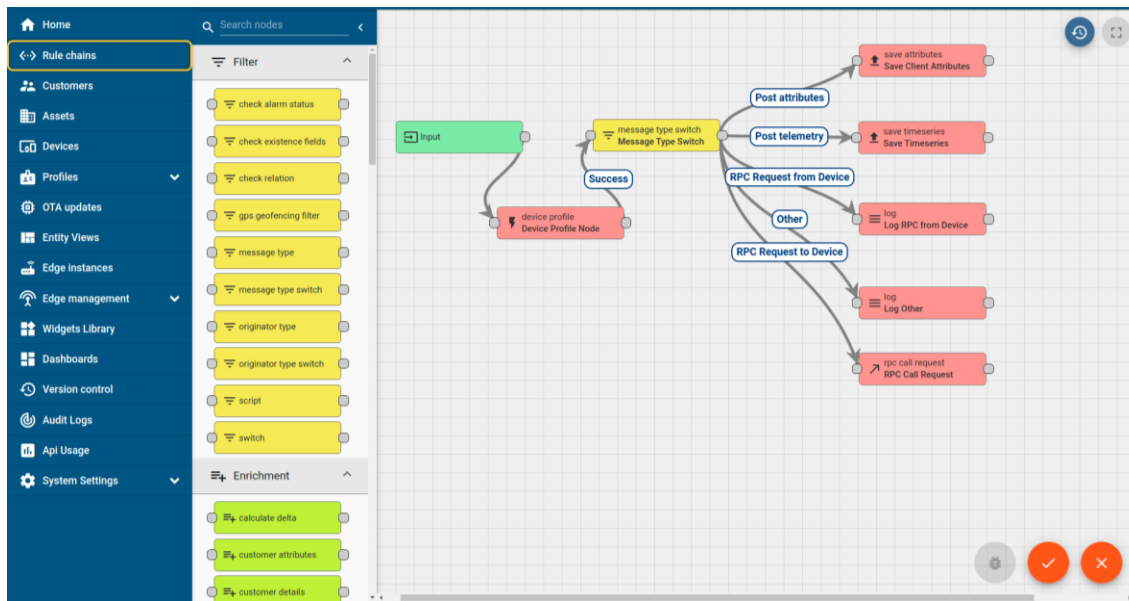 Home
Rule chains
Customers
Assets
Devices
Profiles
OTA updates
Entity Views
Edge instances
Edge management
Widgets Library
Dashboards
Version control
Audit Logs
Api Usage
System Settings
Search nodes
Filter
check alarm status
check existence fields
check relation
gps geofencing filter
message type
message type switch
originator type
originator type switch
script
switch
Enrichment
calculate delta
customer attributes
customer details
Input
device profile
Device Profile Node
Success
message type switch
Message Type Switch
Post attributes
Post telemetry
RPC Request from Device
Other
RPC Request to Device
save attributes
Save Client Attributes
save timeseries
Save Timeseries
log
Log RPC from Device
log
Log Other
rpc call request
RPC Call Request